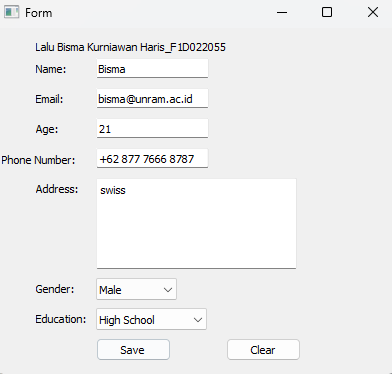 Form
Lalu Bisma Kurniawan Haris_F1D022055
Name: Bisma
Email: bisma@unram.ac.id
Age: 21
Phone Number: +62 877 7666 8787
Address: swiss
Gender: Male
Education: High School
Save Clear